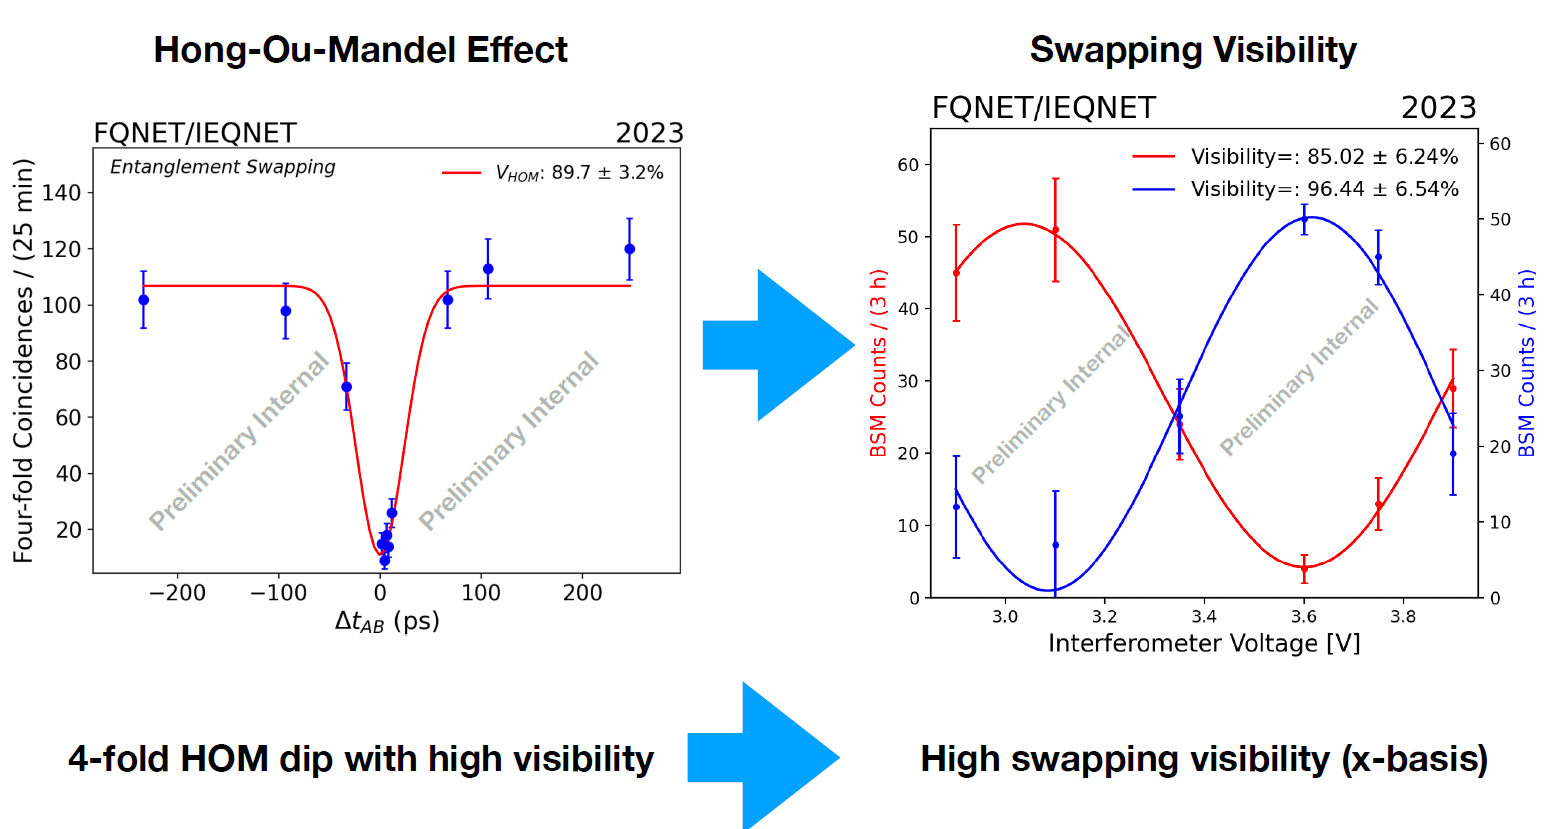 Hong-Ou-Mandel Effect
Swapping Visibility
FQNET/IEQNET 2023
Entanglement Swapping
V_HOM: 89.7 ± 3.2%
Four-fold Coincidences / (25 min)
140
120
100
80
60
40
20
−200 −100 0 100 200
Δt_AB (ps)
Preliminary Internal
Preliminary Internal
FQNET/IEQNET 2023
Visibility=: 85.02 ± 6.24%
Visibility=: 96.44 ± 6.54%
BSM Counts / (3 h)
60
50
40
30
20
10
0
60
50
40
30
20
10
0
BSM Counts / (3 h)
3.0 3.2 3.4 3.6 3.8
Interferometer Voltage [V]
Preliminary Internal
Preliminary Internal
4-fold HOM dip with high visibility
High swapping visibility (x-basis)